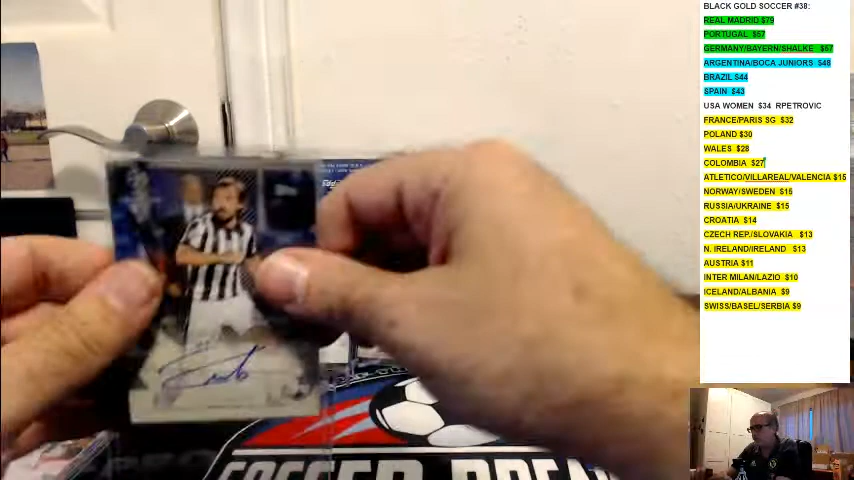 BLACK GOLD SOCCER #38:
REAL MADRID $79
PORTUGAL $57
GERMANY/BAYERN/SHALKE $57
ARGENTINA/BOCA JUNIORS $48
BRAZIL $44
SPAIN $43
USA WOMEN $34 RPETROVIC
FRANCE/PARIS SG $32
POLAND $30
WALES $28
COLOMBIA $27
ATLETICO/VILLAREAL/VALENCIA $15
NORWAY/SWEDEN $16
RUSSIA/UKRAINE $15
CROATIA $14
CZECH REP./SLOVAKIA $13
N. IRELAND/IRELAND $13
AUSTRIA $11
INTER MILAN/LAZIO $10
ICELAND/ALBANIA $9
SWISS/BASEL/SERBIA $9
SOCCER BREA